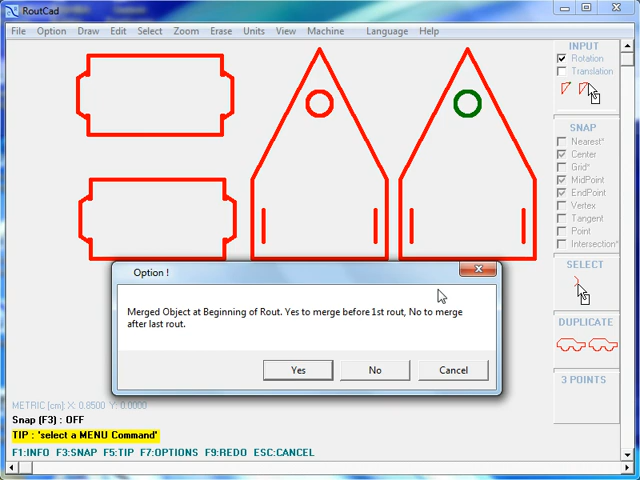 RoutCad
File Option Draw Edit Select Zoom Erase Units View Machine Language Help
INPUT
Rotation
Translation
SNAP
Nearest*
Center
Grid*
MidPoint
EndPoint
Vertex
Tangent
Point
Intersection*
SELECT
DUPLICATE
3 POINTS
Option !
Merged Object at Beginning of Rout. Yes to merge before 1st rout, No to merge
after last rout.
Yes No Cancel
METRIC (cm): X: 0.8500 Y: 0.0000
Snap (F3) : OFF
TIP : 'select a MENU Command'
F1:INFO F3:SNAP F5:TIP F7:OPTIONS F9:REDO ESC:CANCEL